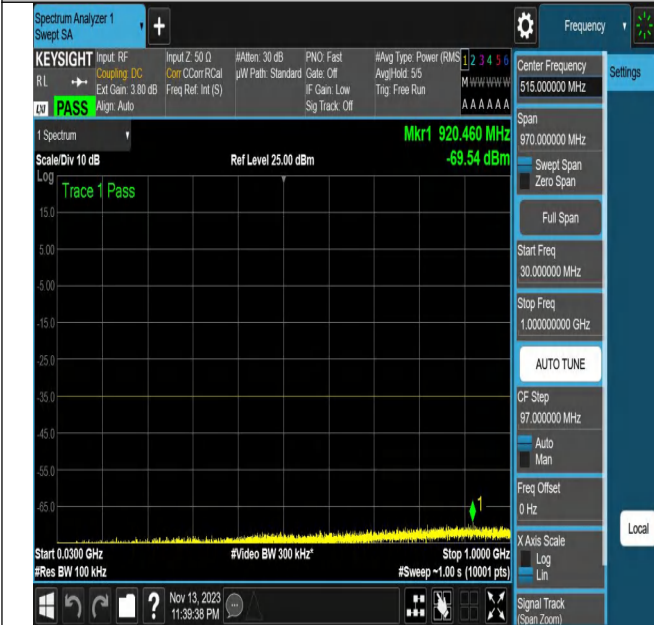 Spectrum Analyzer 1
Swept SA
+
Frequency
KEYSIGHT
RL
PASS
Input: RF
Coupling: DC
Ext Gain: 3.80 dB
Align: Auto
Input Z: 50 Ω
Corr CCorr RCal
Freq Ref: Int (S)
#Atten: 30 dB
µW Path: Standard
PNO: Fast
Gate: Off
IF Gain: Low
Sig Track: Off
#Avg Type: Power (RMS
Avg|Hold: 5/5
Trig: Free Run
1 2 3 4 5 6
M W W W W W
A A A A A A
1 Spectrum
Scale/Div 10 dB
Ref Level 25.00 dBm
Mkr1 920.460 MHz
-69.54 dBm
Log
Trace 1 Pass
15.0
5.00
-5.00
-15.0
-25.0
-35.0
-45.0
-55.0
-65.0
1
Start 0.0300 GHz
#Video BW 300 kHz*
Stop 1.0000 GHz
#Res BW 100 kHz
#Sweep ~1.00 s (10001 pts)
?
Nov 13, 2023
11:39:38 PM
Center Frequency
515.000000 MHz
Span
970.000000 MHz
Swept Span
Zero Span
Full Span
Start Freq
30.000000 MHz
Stop Freq
1.000000000 GHz
AUTO TUNE
CF Step
97.000000 MHz
Auto
Man
Freq Offset
0 Hz
X Axis Scale
Log
Lin
Signal Track
(Span Zoom)
Settings
Local